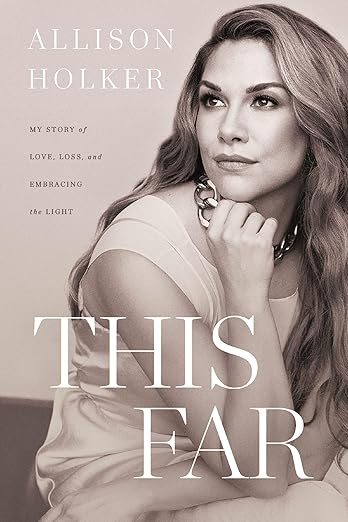 ALLISON
HOLKER
MY STORY of
LOVE, LOSS, and
EMBRACING
the LIGHT
THIS
FAR